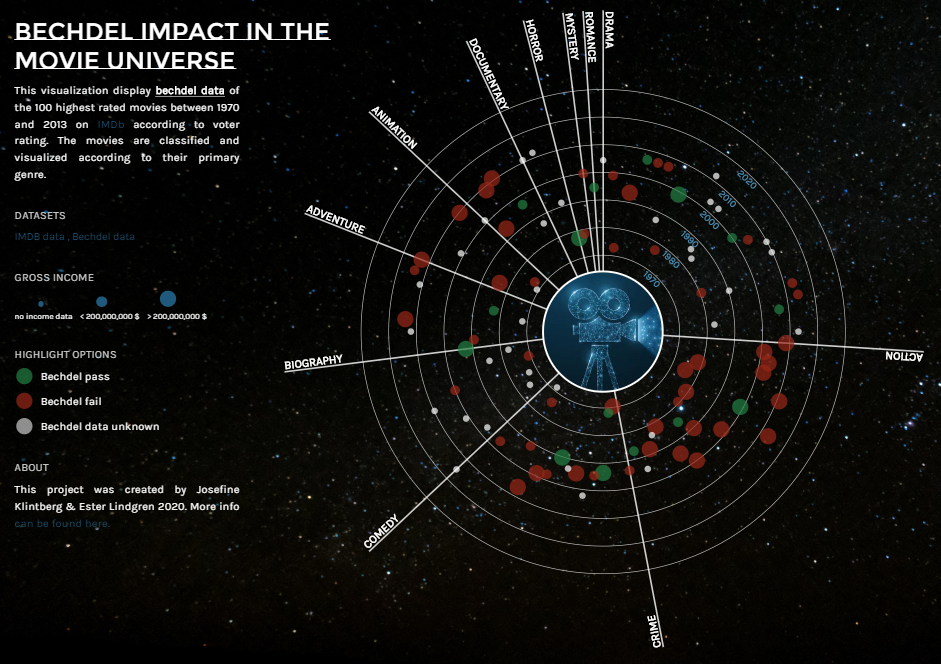 BECHDEL IMPACT IN THE
MOVIE UNIVERSE
This visualization display bechdel data of
the 100 highest rated movies between 1970
and 2013 on IMDb according to voter
rating. The movies are classified and
visualized according to their primary
genre.
DATASETS
IMDB data , Bechdel data
GROSS INCOME
no income data < 200,000,000 $ > 200,000,000 $
HIGHLIGHT OPTIONS
Bechdel pass
Bechdel fail
Bechdel data unknown
ABOUT
This project was created by Josefine
Klintberg & Ester Lindgren 2020. More info
can be found here.
DRAMA
ROMANCE
MYSTERY
HORROR
DOCUMENTARY
ANIMATION
ADVENTURE
BIOGRAPHY
COMEDY
CRIME
ACTION
2020
2010
2000
1990
1980
1970